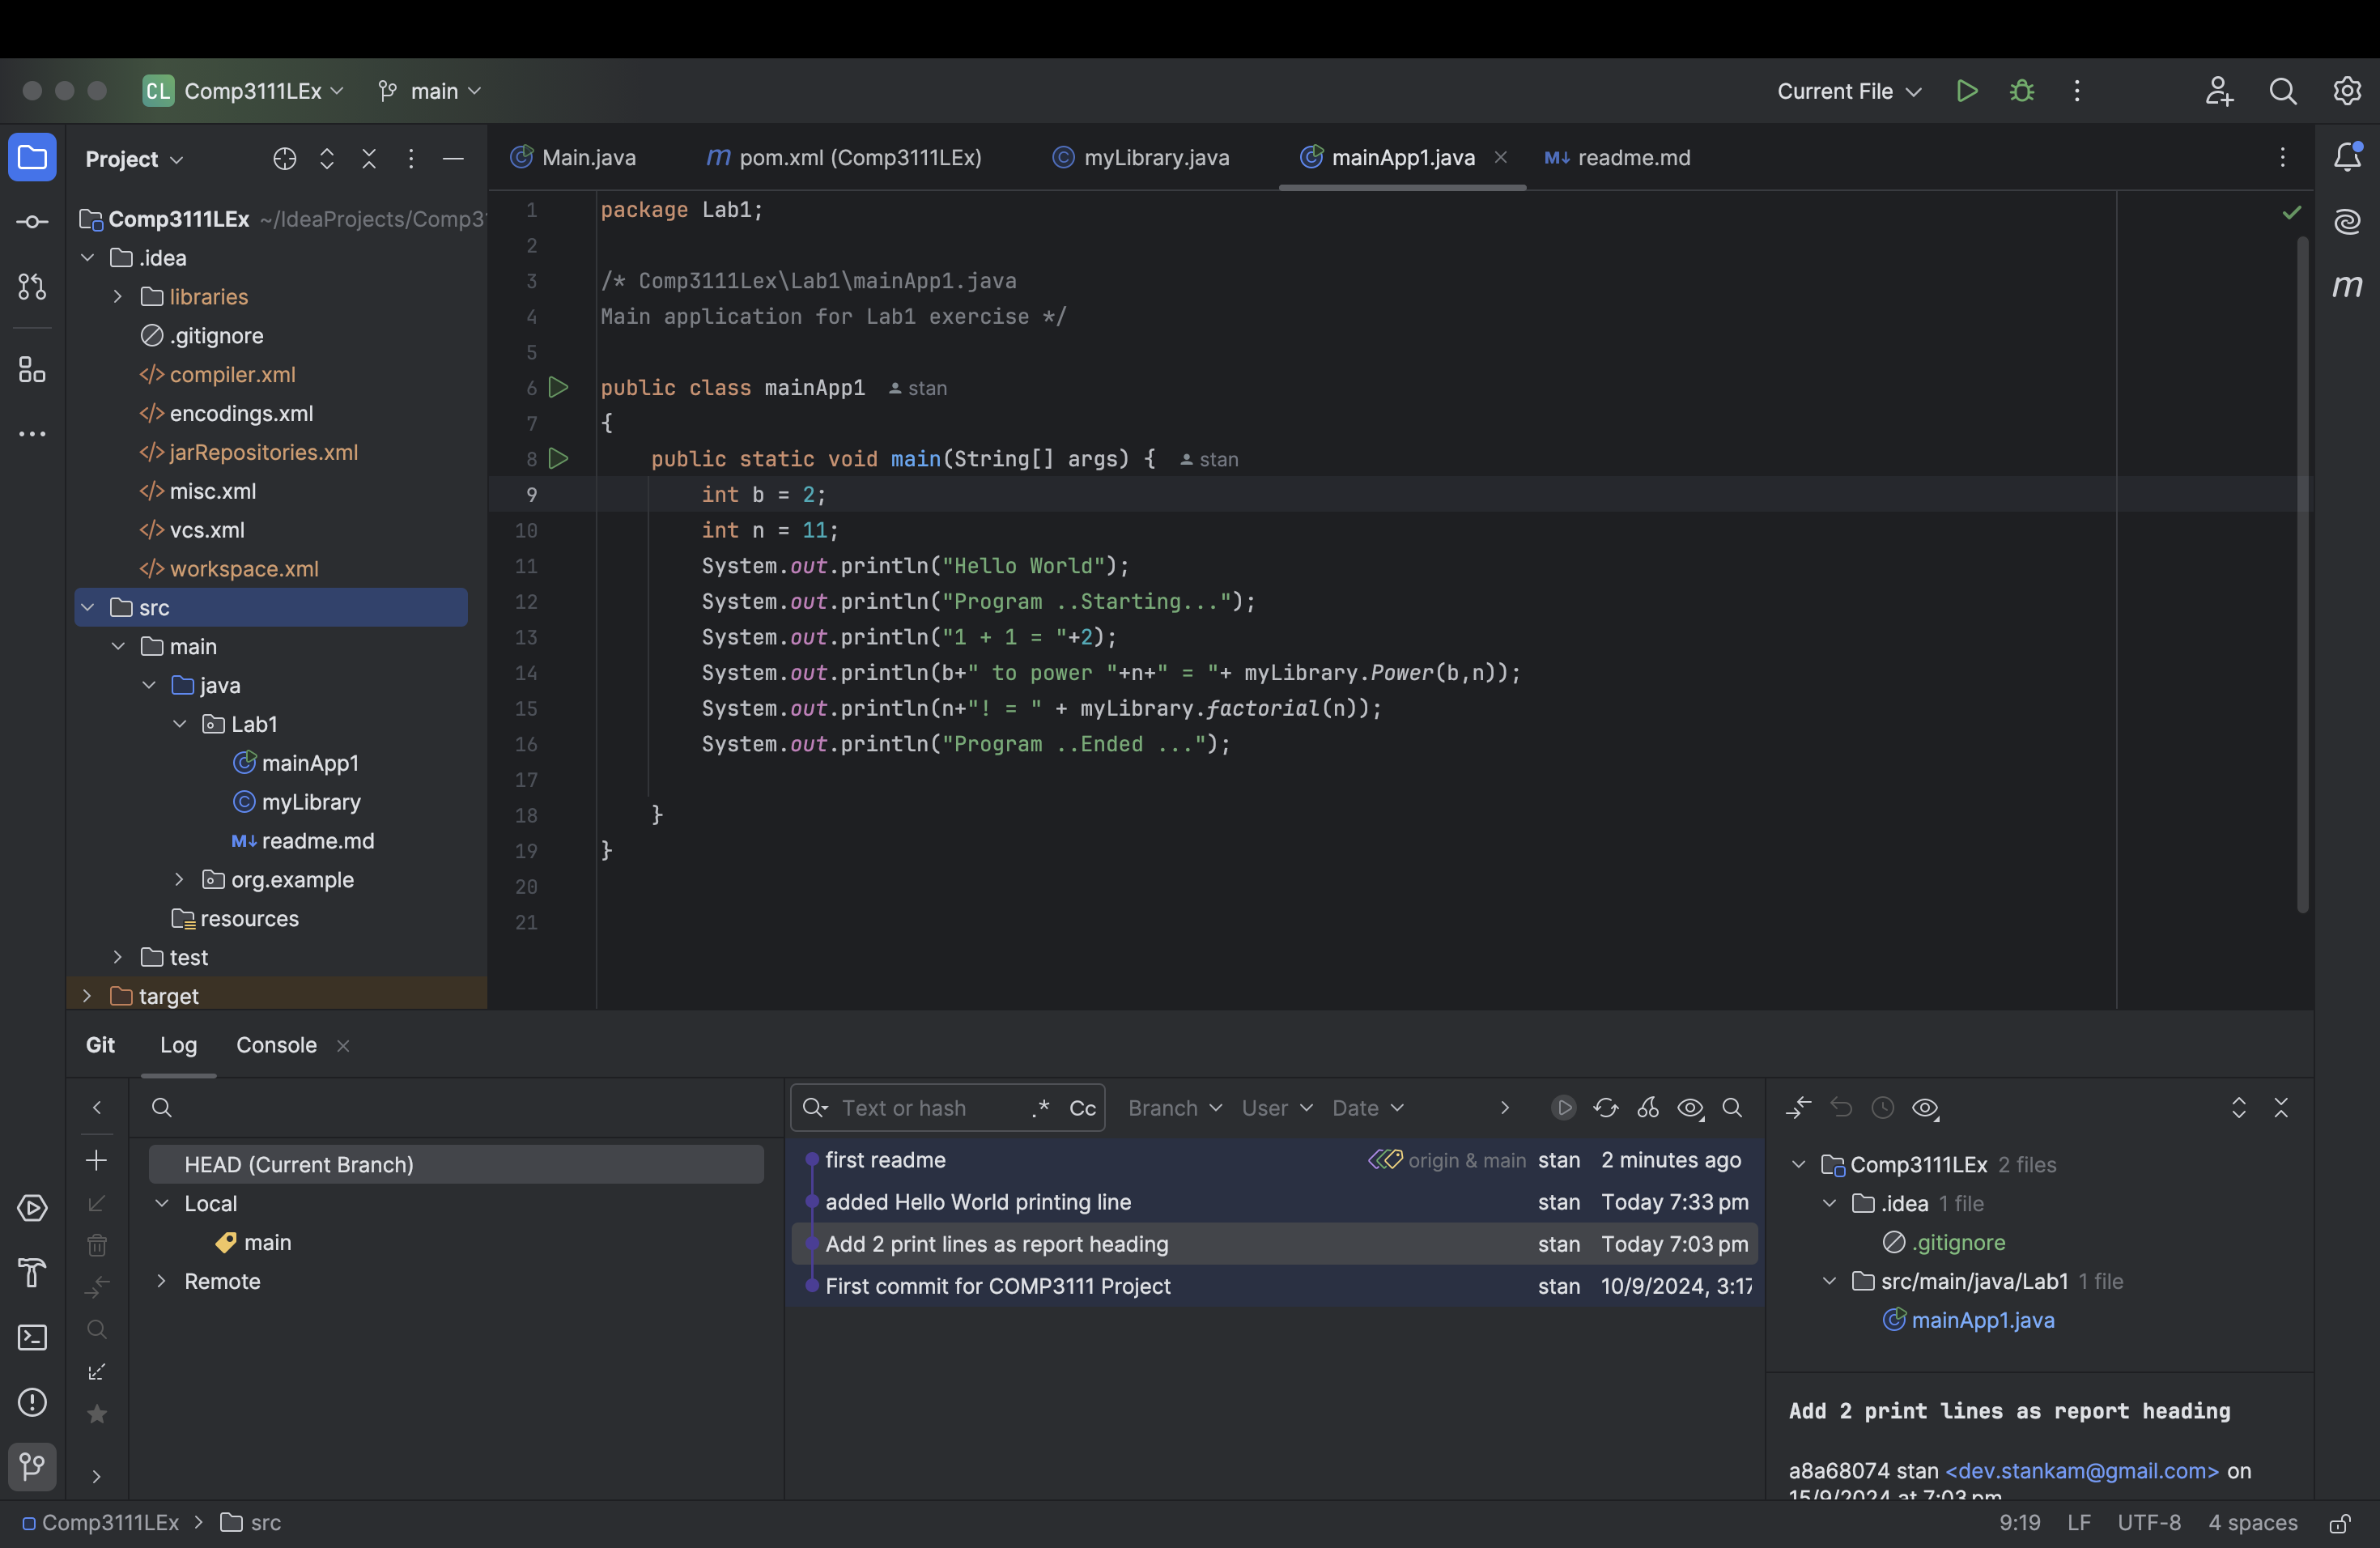 CL Comp3111LEx main Current File
Project
Main.java m pom.xml (Comp3111LEx) myLibrary.java mainApp1.java M↓ readme.md
Comp3111LEx ~/IdeaProjects/Comp31
.idea
libraries
.gitignore
</> compiler.xml
</> encodings.xml
</> jarRepositories.xml
</> misc.xml
</> vcs.xml
</> workspace.xml
src
main
java
Lab1
mainApp1
myLibrary
M↓ readme.md
org.example
resources
test
target
1 package Lab1;
2
3 /* Comp3111Lex\Lab1\mainApp1.java
4 Main application for Lab1 exercise */
5
6 public class mainApp1 stan
7 {
8 public static void main(String[] args) { stan
9 int b = 2;
10 int n = 11;
11 System.out.println("Hello World");
12 System.out.println("Program ..Starting...");
13 System.out.println("1 + 1 = "+2);
14 System.out.println(b+" to power "+n+" = "+ myLibrary.Power(b,n));
15 System.out.println(n+"! = " + myLibrary.factorial(n));
16 System.out.println("Program ..Ended ...");
17
18 }
19 }
20
21
m
Git Log Console
HEAD (Current Branch)
Local
main
Remote
Text or hash .* Cc Branch User Date
first readme origin & main stan 2 minutes ago
added Hello World printing line stan Today 7:33 pm
Add 2 print lines as report heading stan Today 7:03 pm
First commit for COMP3111 Project stan 10/9/2024, 3:17
Comp3111LEx 2 files
.idea 1 file
.gitignore
src/main/java/Lab1 1 file
mainApp1.java
Add 2 print lines as report heading
a8a68074 stan <dev.stankam@gmail.com> on
15/9/2024 at 7:03 pm
Comp3111LEx > src 9:19 LF UTF-8 4 spaces